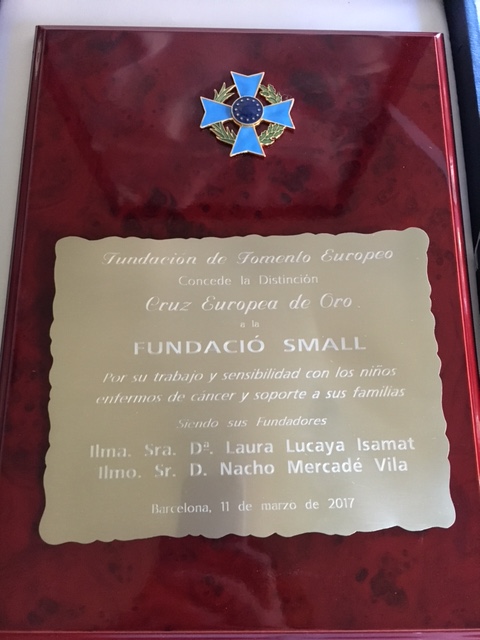 Fundacion de Fomento Europeo
Concede la Distinción
Cruz Europea de Oro
a la
FUNDACIÓ SMALL
Por su trabajo y sensibilidad con los niños
enfermos de cáncer y soporte a sus familias
Siendo sus Fundadores
Ilma. Sra. Dª. Laura Lucaya Isamat
Ilmo. Sr. D. Nacho Mercadé Vila
Barcelona, 11 de marzo de 2017